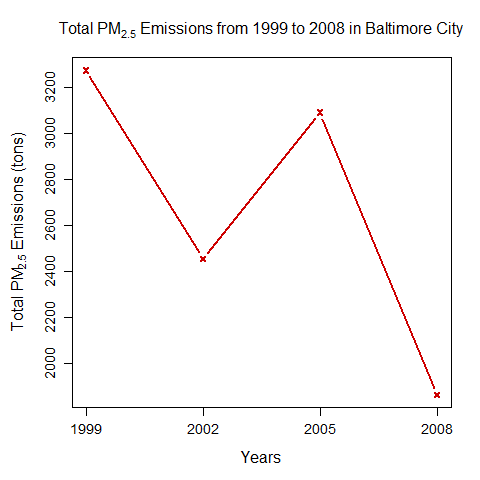 Total PM2.5 Emissions from 1999 to 2008 in Baltimore City
Total PM2.5 Emissions (tons)
3200
3000
2800
2600
2400
2200
2000
1999 2002 2005 2008
Years